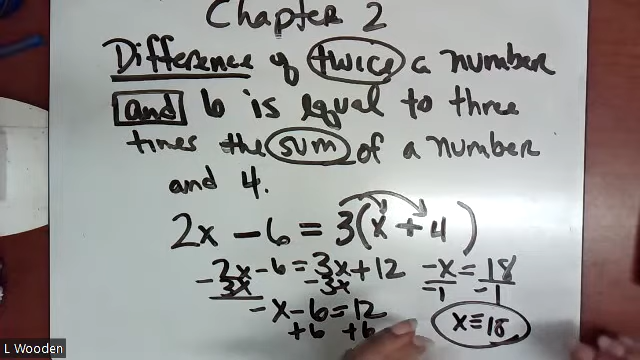 Chapter 2
Difference of twice a number
and 6 is equal to three
times the sum of a number
and 4.
2x - 6 = 3(x + 4)
2x - 6 = 3x + 12
-3x -3x
-x - 6 = 12
+6 +6
-x = 18
-1 -1
x = 18
L Wooden